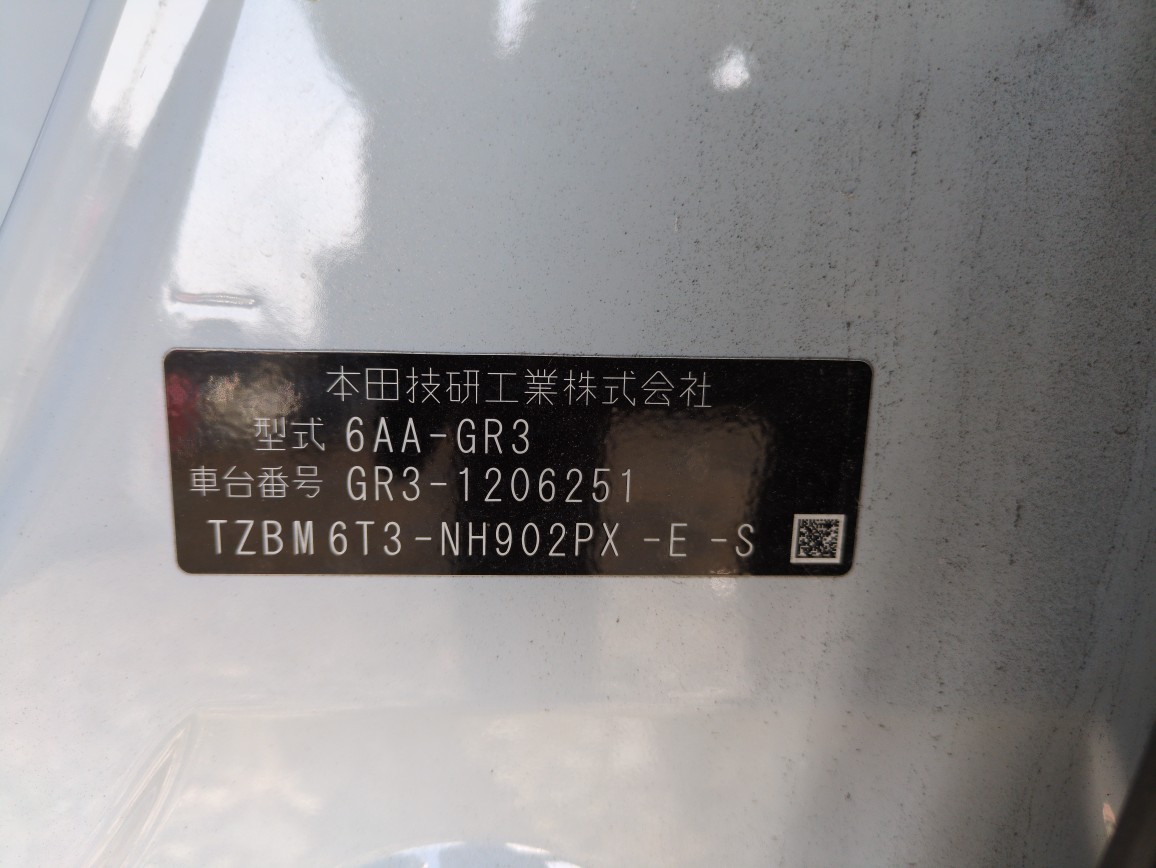 本田技研工業株式会社
型式 6AA-GR3
車台番号 GR3-1206251
TZBM6T3-NH902PX -E -S